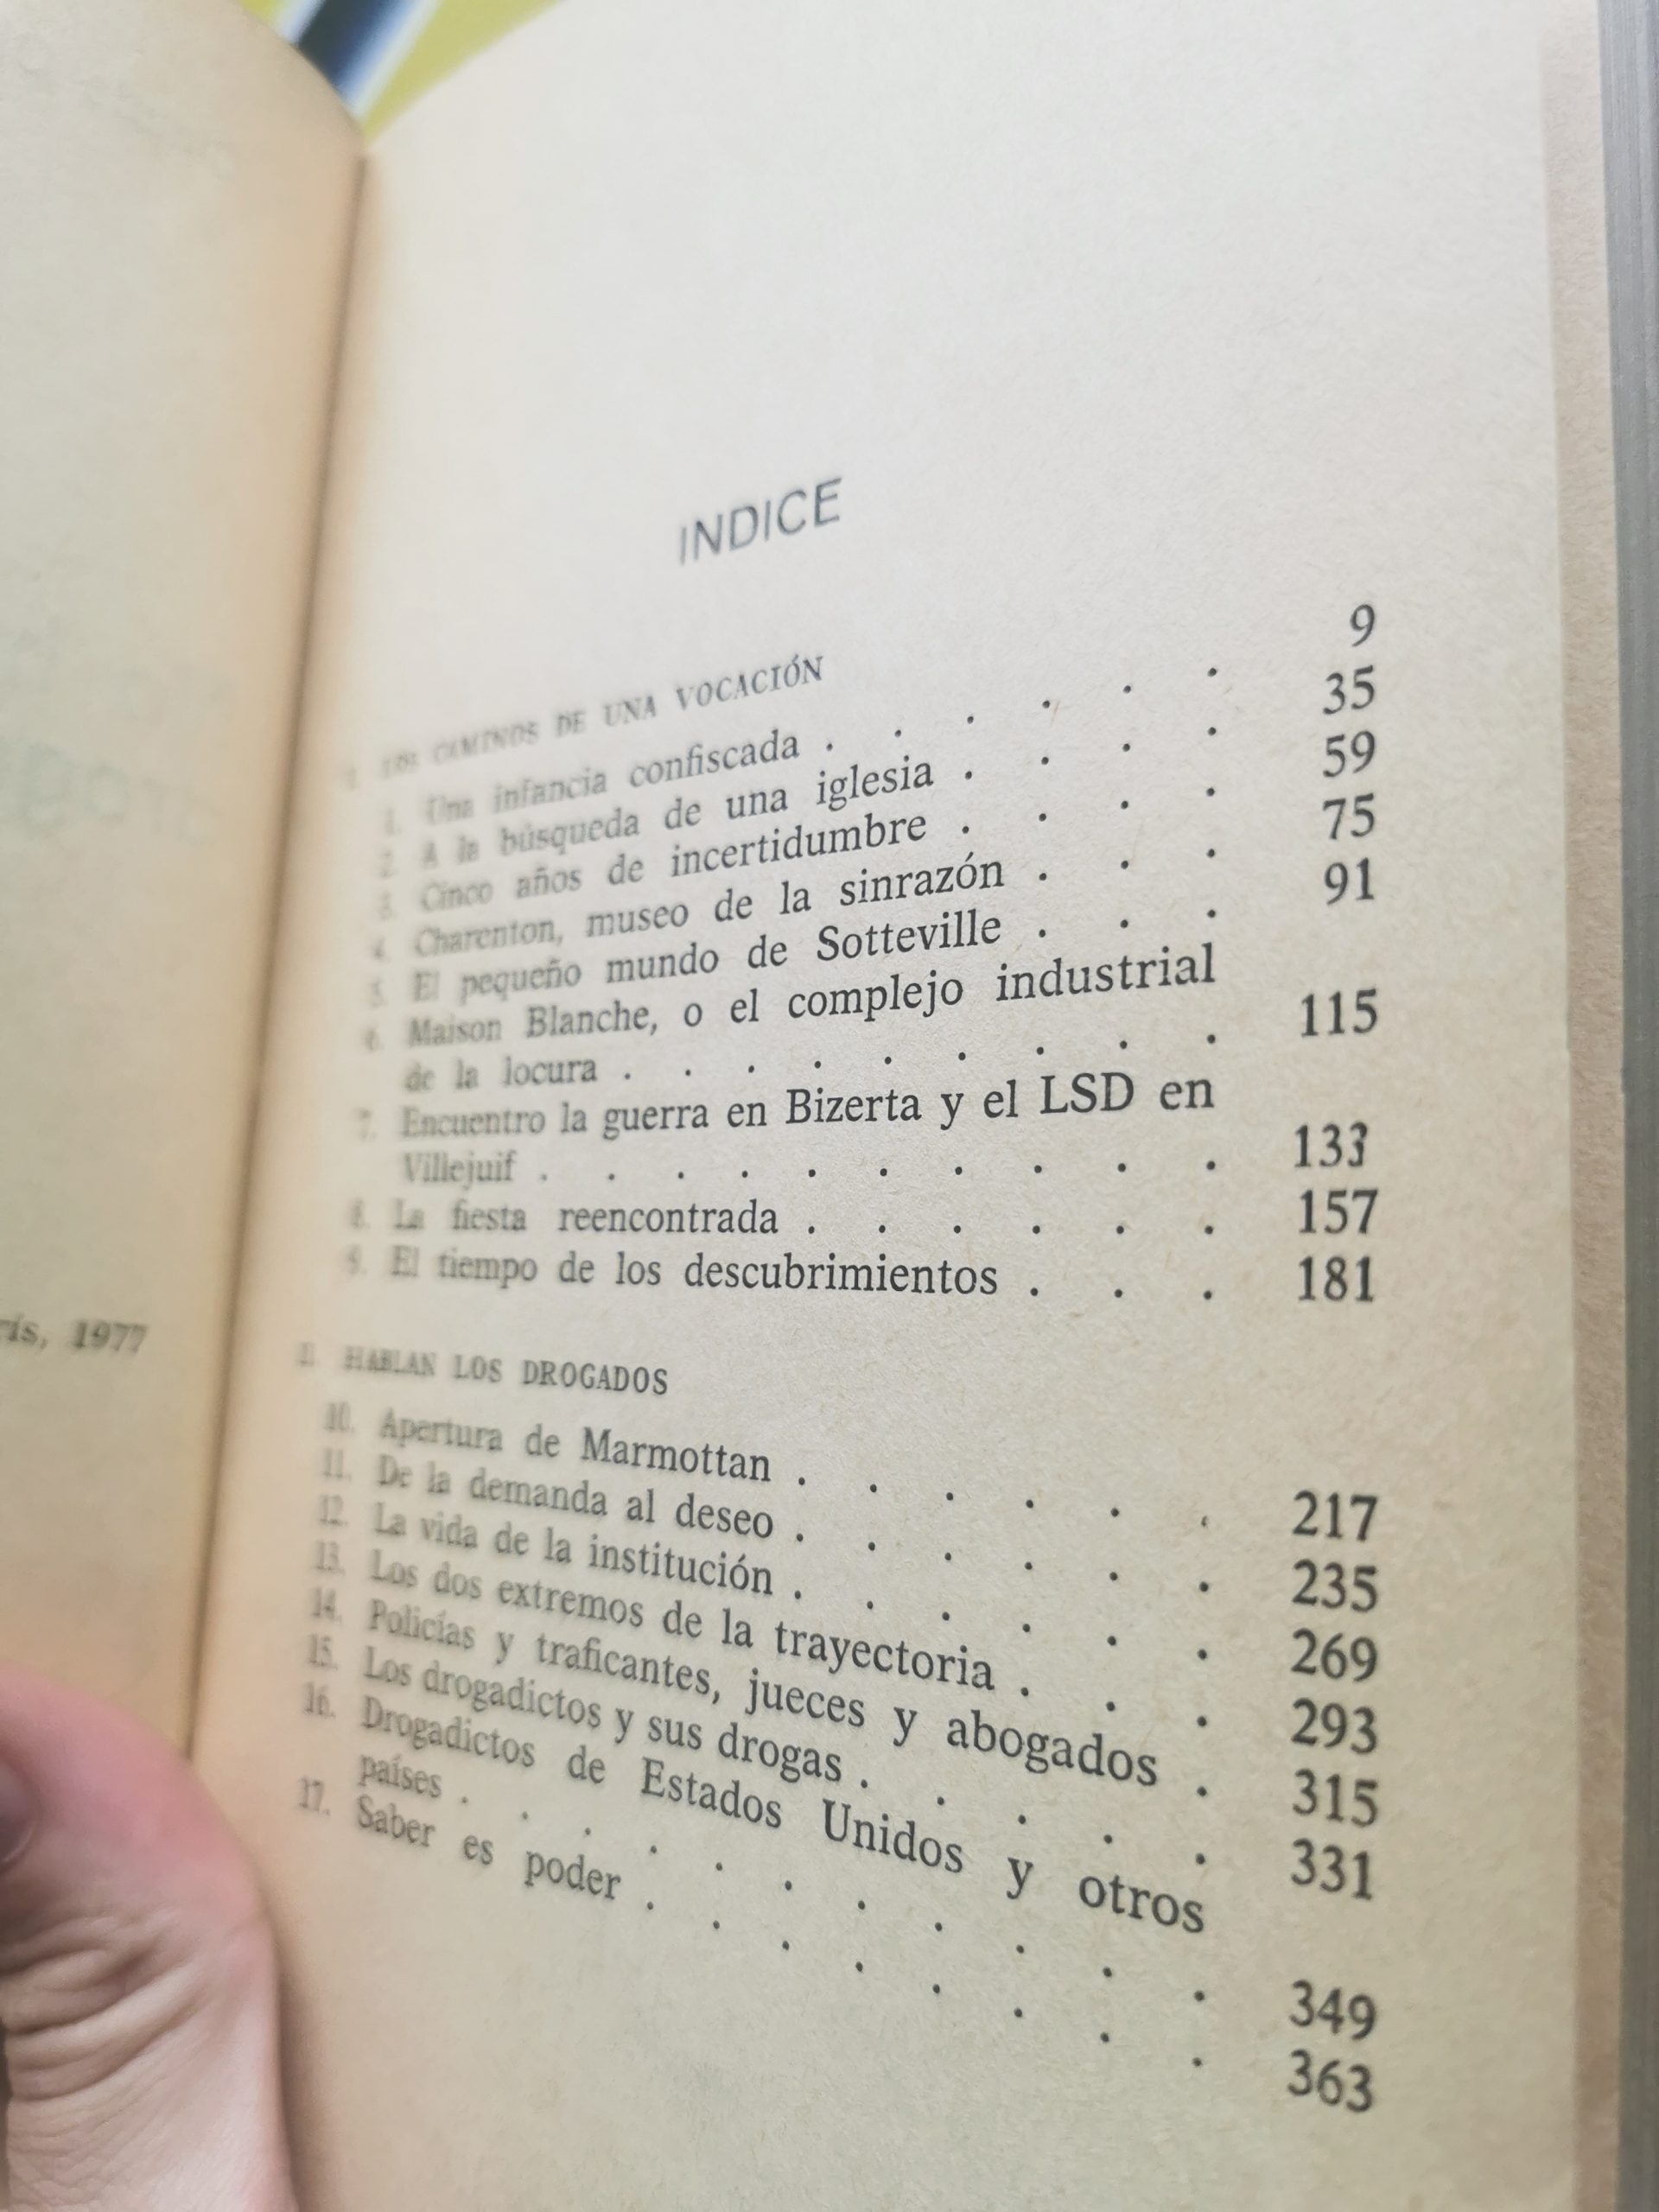 rís, 1977
INDICE
I. LOS CAMINOS DE UNA VOCACIÓN
1. Una infancia confiscada . . . . . . 9
2. A la búsqueda de una iglesia . . . . 35
3. Cinco años de incertidumbre . . . . 59
4. Charenton, museo de la sinrazón . . . 75
5. El pequeño mundo de Sotteville . . . 91
6. Maison Blanche, o el complejo industrial
de la locura . . . . . . . . 115
7. Encuentro la guerra en Bizerta y el LSD en
Villejuif . . . . . . . . . 133
8. La fiesta reencontrada . . . . . . 157
9. El tiempo de los descubrimientos . . . 181
II. HABLAN LOS DROGADOS
10. Apertura de Marmottan . . . . . . 217
11. De la demanda al deseo . . . . . . 235
12. La vida de la institución . . . . . . 269
13. Los dos extremos de la trayectoria . . . 293
14. Policías y traficantes, jueces y abogados . 315
15. Los drogadictos y sus drogas . . . . . 331
16. Drogadictos de Estados Unidos y otros
países . . . . . . . . . . 349
17. Saber es poder . . . . . . . . 363